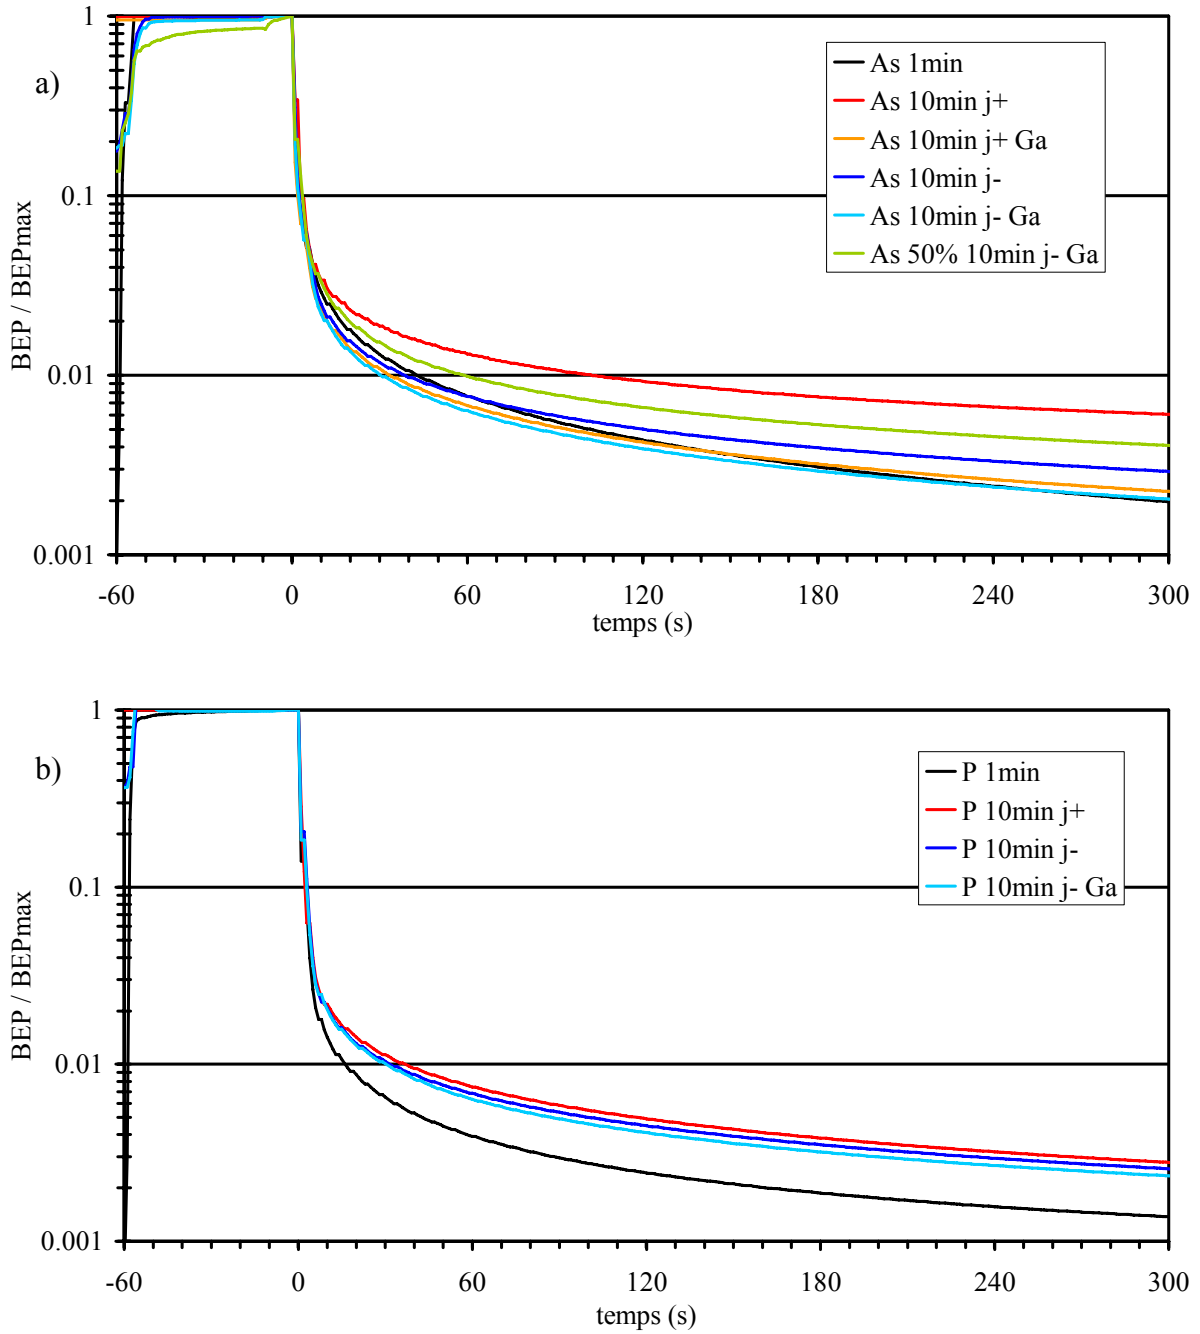 a)
BEP / BEPmax
1
0.1
0.01
0.001
As 1min
As 10min j+
As 10min j+ Ga
As 10min j-
As 10min j- Ga
As 50% 10min j- Ga
-60 0 60 120 180 240 300
temps (s)
b)
BEP / BEPmax
1
0.1
0.01
0.001
P 1min
P 10min j+
P 10min j-
P 10min j- Ga
-60 0 60 120 180 240 300
temps (s)